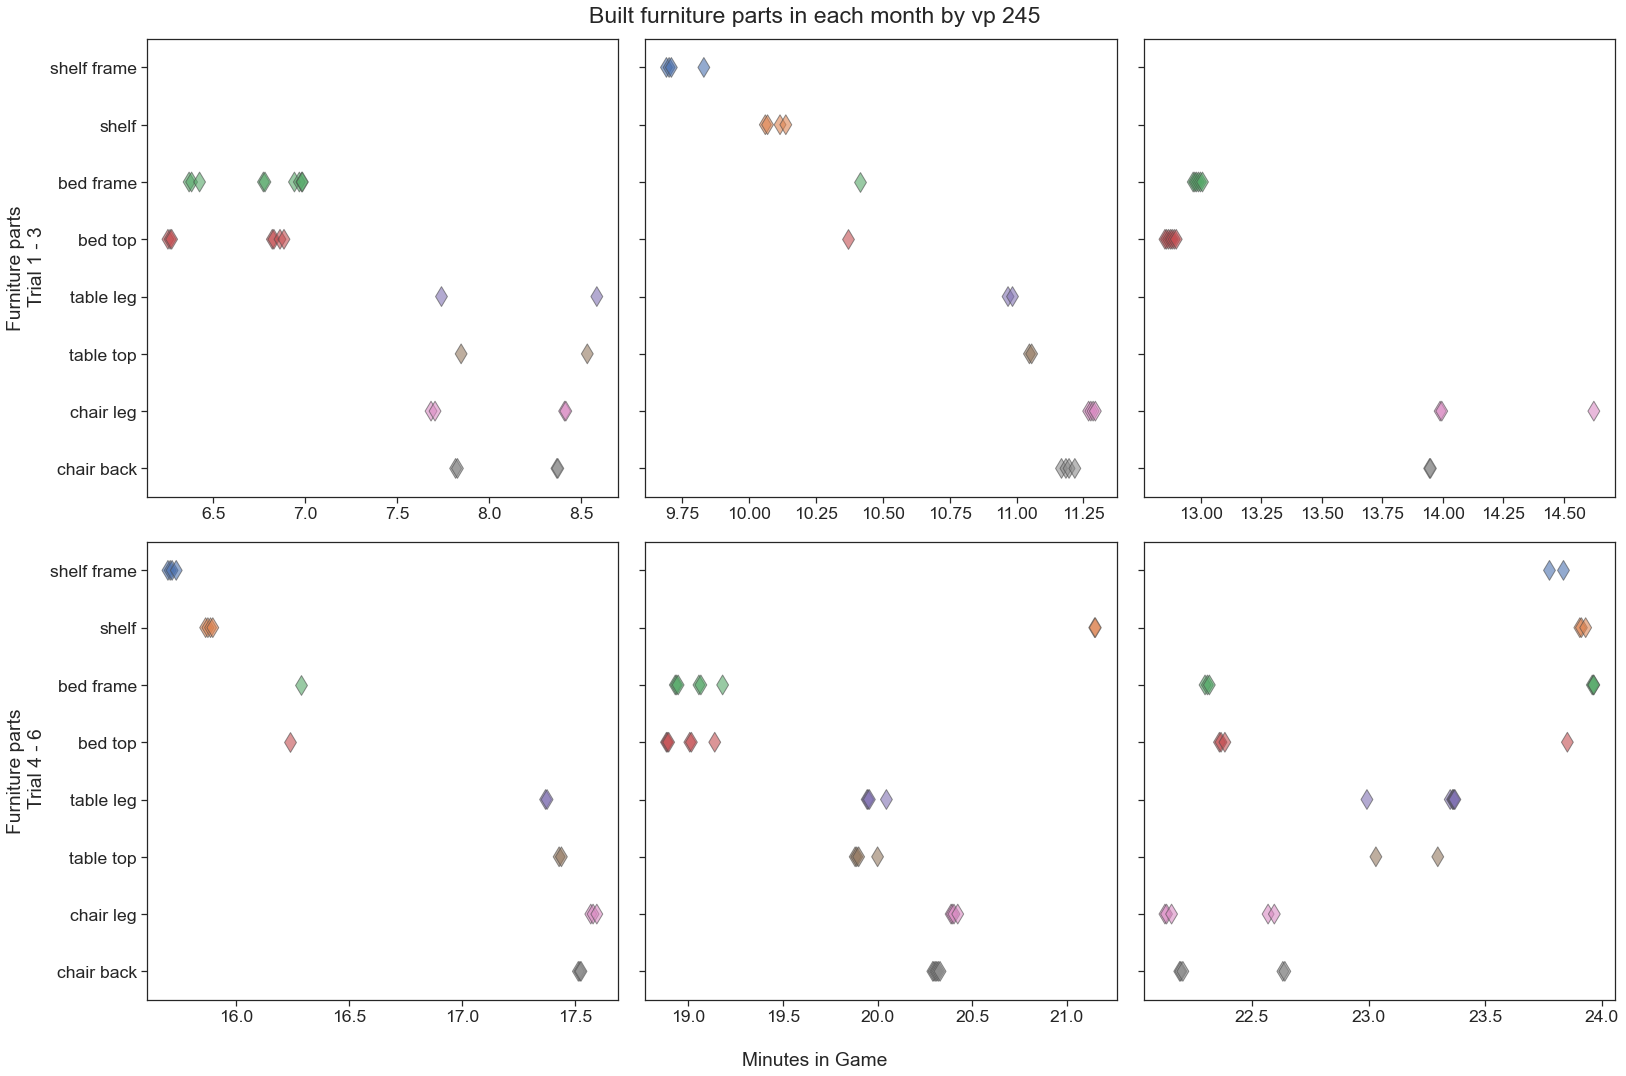 Built furniture parts in each month by vp 245
Furniture parts
Trial 1 - 3
shelf frame
shelf
bed frame
bed top
table leg
table top
chair leg
chair back
6.5 7.0 7.5 8.0 8.5
9.75 10.00 10.25 10.50 10.75 11.00 11.25
13.00 13.25 13.50 13.75 14.00 14.25 14.50
Furniture parts
Trial 4 - 6
shelf frame
shelf
bed frame
bed top
table leg
table top
chair leg
chair back
16.0 16.5 17.0 17.5
19.0 19.5 20.0 20.5 21.0
22.5 23.0 23.5 24.0
Minutes in Game